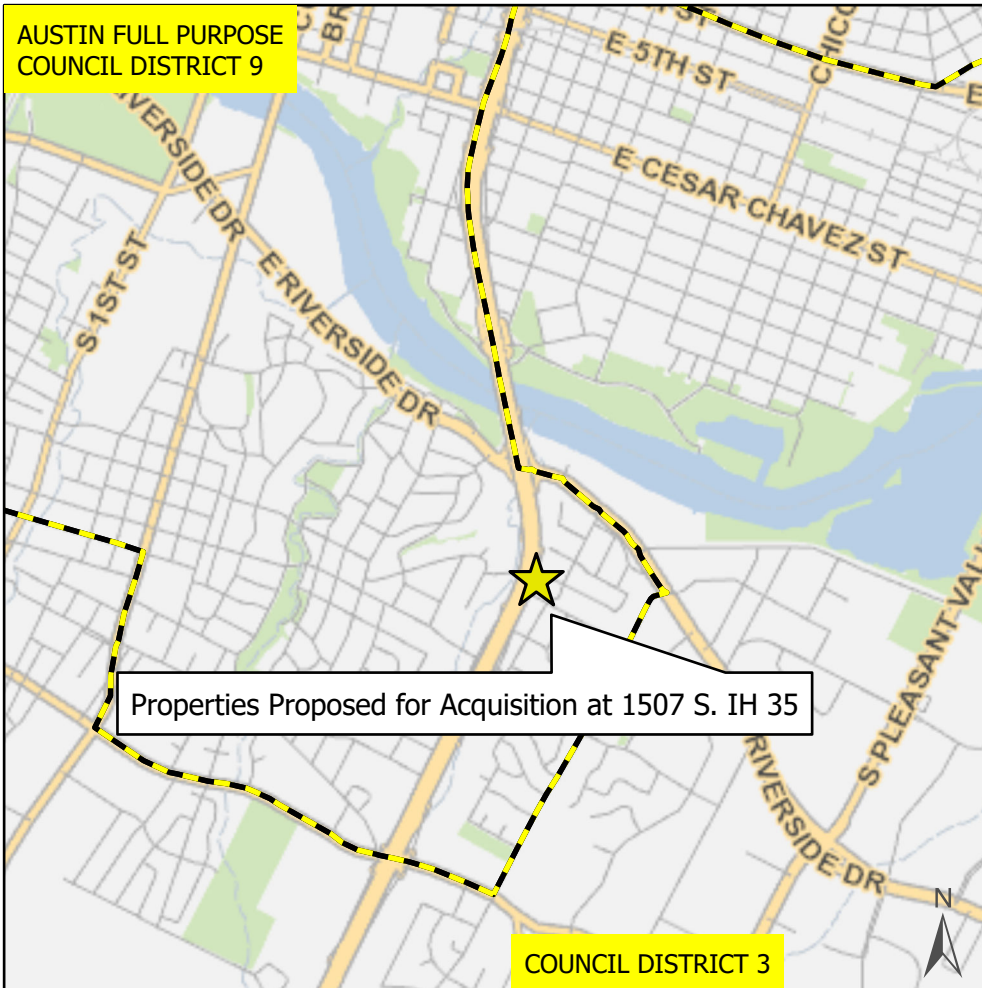 AUSTIN FULL PURPOSE
COUNCIL DISTRICT 9
E 5TH ST
CHICO
E
E CESAR CHAVEZ ST
RIVERSIDE DR
E RIVERSIDE DR
S 1ST ST
S PLEASANT VAL
Properties Proposed for Acquisition at 1507 S. IH 35
RIVERSIDE DR
COUNCIL DISTRICT 3
N